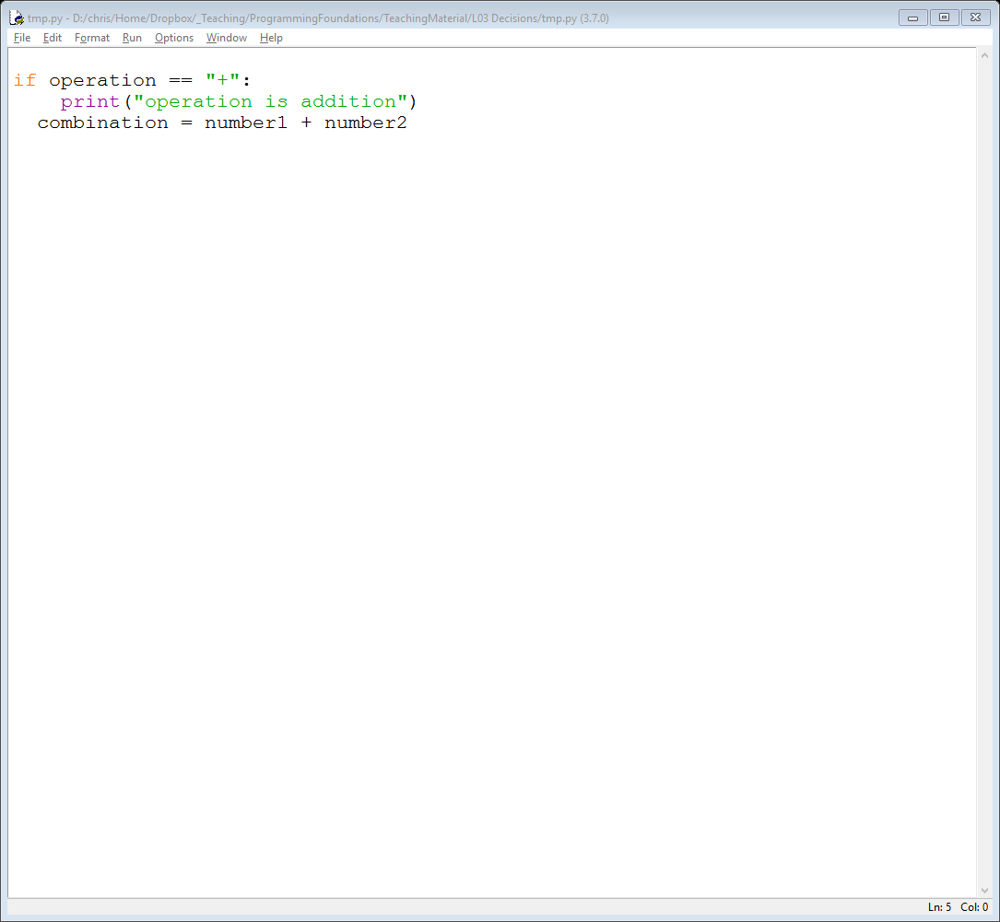 tmp.py - D:/chris/Home/Dropbox/_Teaching/ProgrammingFoundations/TeachingMaterial/L03 Decisions/tmp.py (3.7.0)
File Edit Format Run Options Window Help
if operation == "+":
    print("operation is addition")
  combination = number1 + number2
Ln: 5 Col: 0